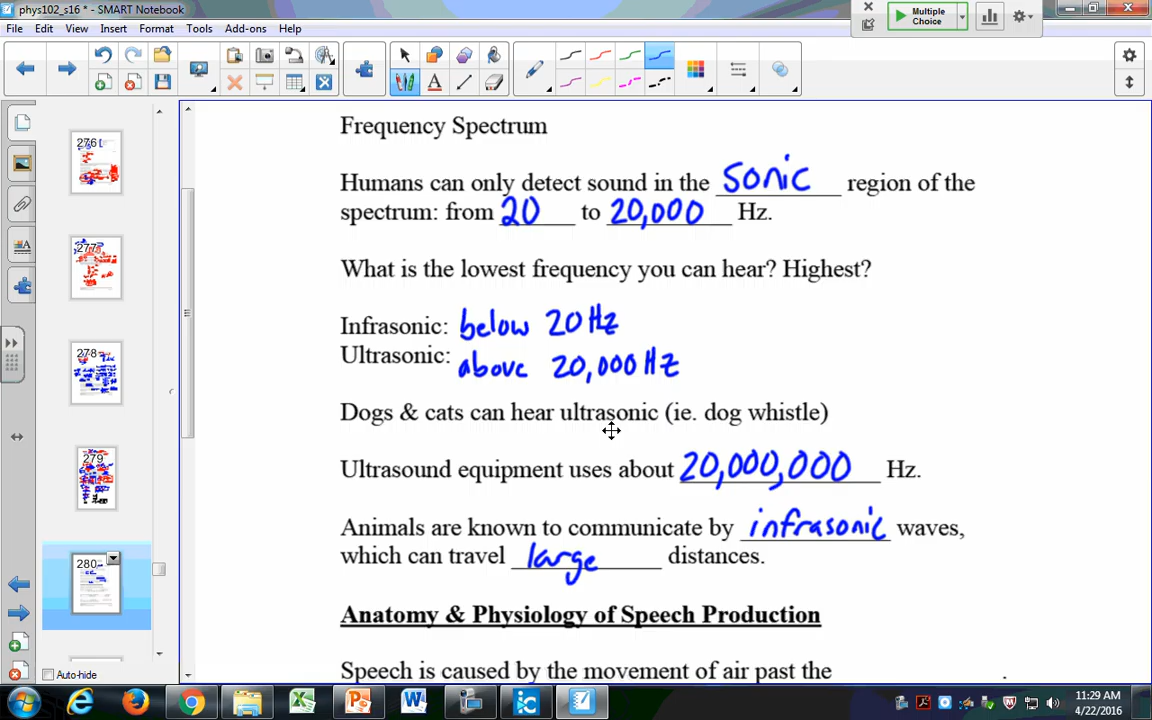 phys102_s16 * - SMART Notebook
Multiple
Choice
File Edit View Insert Format Tools Add-ons Help
276
277
278
279
280
Auto-hide
Frequency Spectrum
Humans can only detect sound in the sonic region of the
spectrum: from 20 to 20,000 Hz.
What is the lowest frequency you can hear? Highest?
Infrasonic: below 20 Hz
Ultrasonic: above 20,000 Hz
Dogs & cats can hear ultrasonic (ie. dog whistle)
Ultrasound equipment uses about 20,000,000 Hz.
Animals are known to communicate by infrasonic waves,
which can travel large distances.
Anatomy & Physiology of Speech Production
Speech is caused by the movement of air past the
11:29 AM
4/22/2016